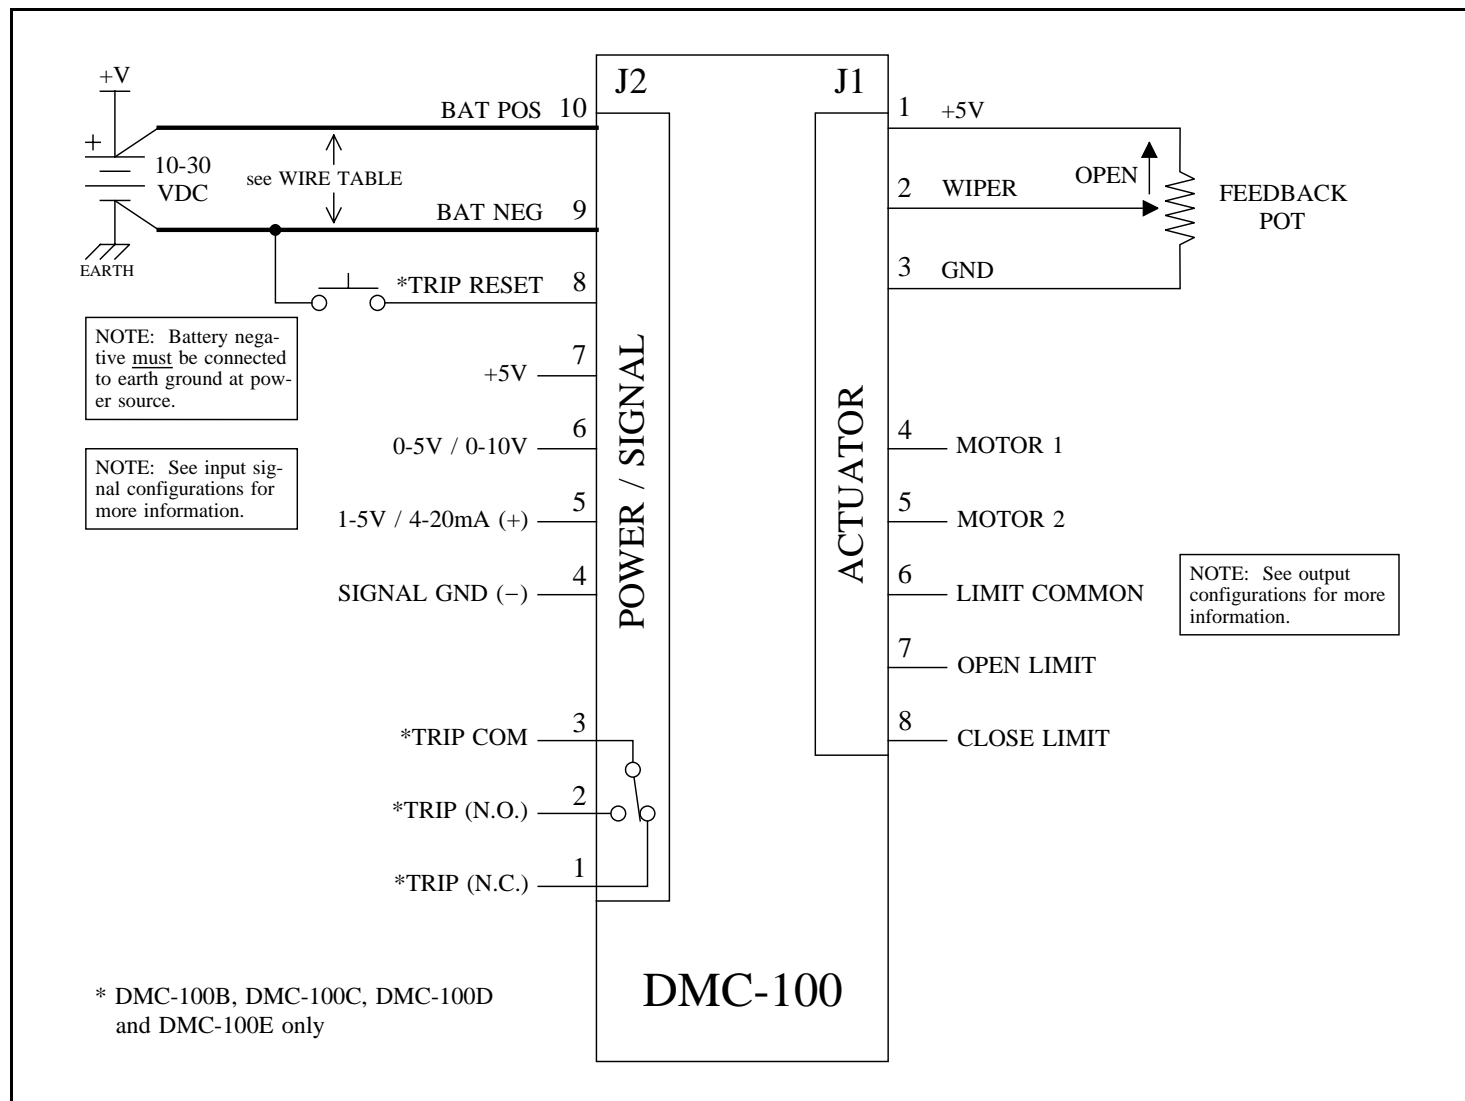 J2
J1
+V
+
10-30
VDC
EARTH
BAT POS 10
see WIRE TABLE
BAT NEG 9
*TRIP RESET 8
NOTE: Battery nega-
tive must be connected
to earth ground at pow-
er source.
NOTE: See input sig-
nal configurations for
more information.
+5V 7
0-5V / 0-10V 6
1-5V / 4-20mA (+) 5
SIGNAL GND (−) 4
*TRIP COM 3
*TRIP (N.O.) 2
*TRIP (N.C.) 1
POWER / SIGNAL
ACTUATOR
1 +5V
2 WIPER
3 GND
OPEN
FEEDBACK
POT
4 MOTOR 1
5 MOTOR 2
6 LIMIT COMMON
7 OPEN LIMIT
8 CLOSE LIMIT
NOTE: See output
configurations for more
information.
DMC-100
* DMC-100B, DMC-100C, DMC-100D
and DMC-100E only